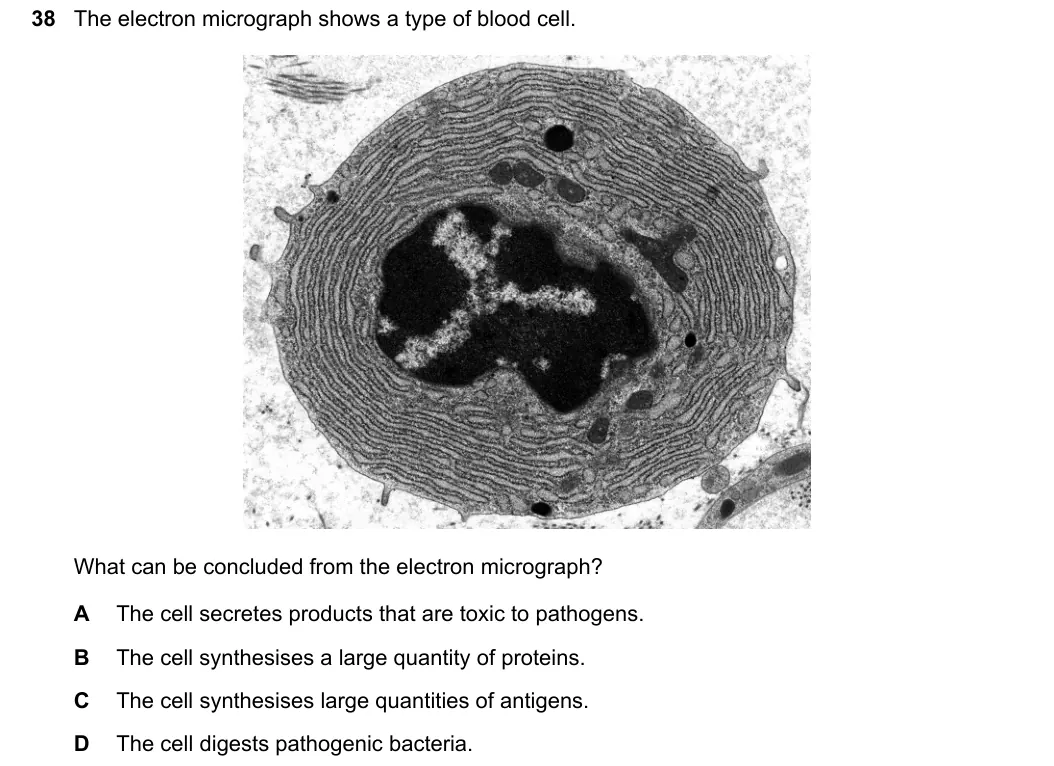 38 The electron micrograph shows a type of blood cell.
What can be concluded from the electron micrograph?
A The cell secretes products that are toxic to pathogens.
B The cell synthesises a large quantity of proteins.
C The cell synthesises large quantities of antigens.
D The cell digests pathogenic bacteria.